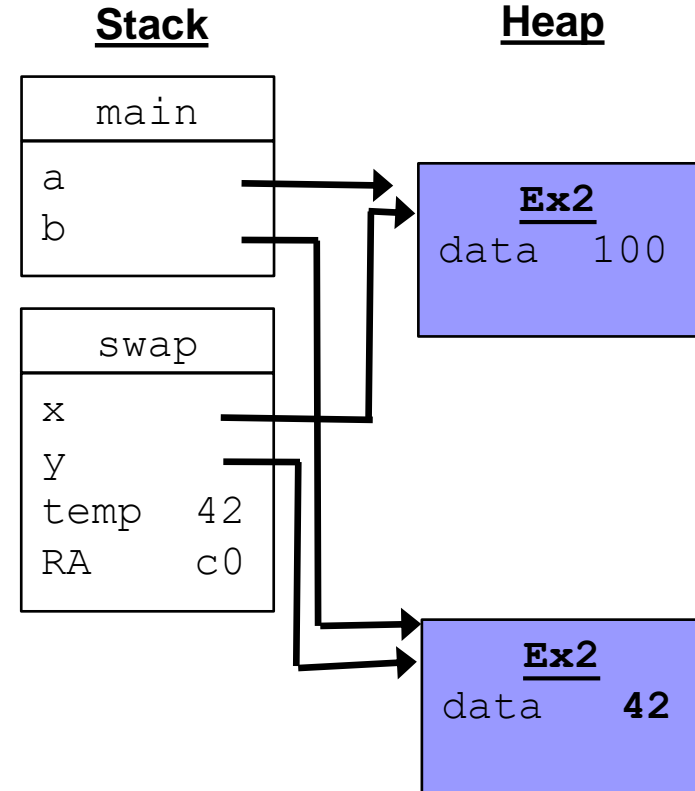 Stack
Heap
main
a
b
Ex2
data 100
swap
x
y
temp 42
RA c0
Ex2
data 42